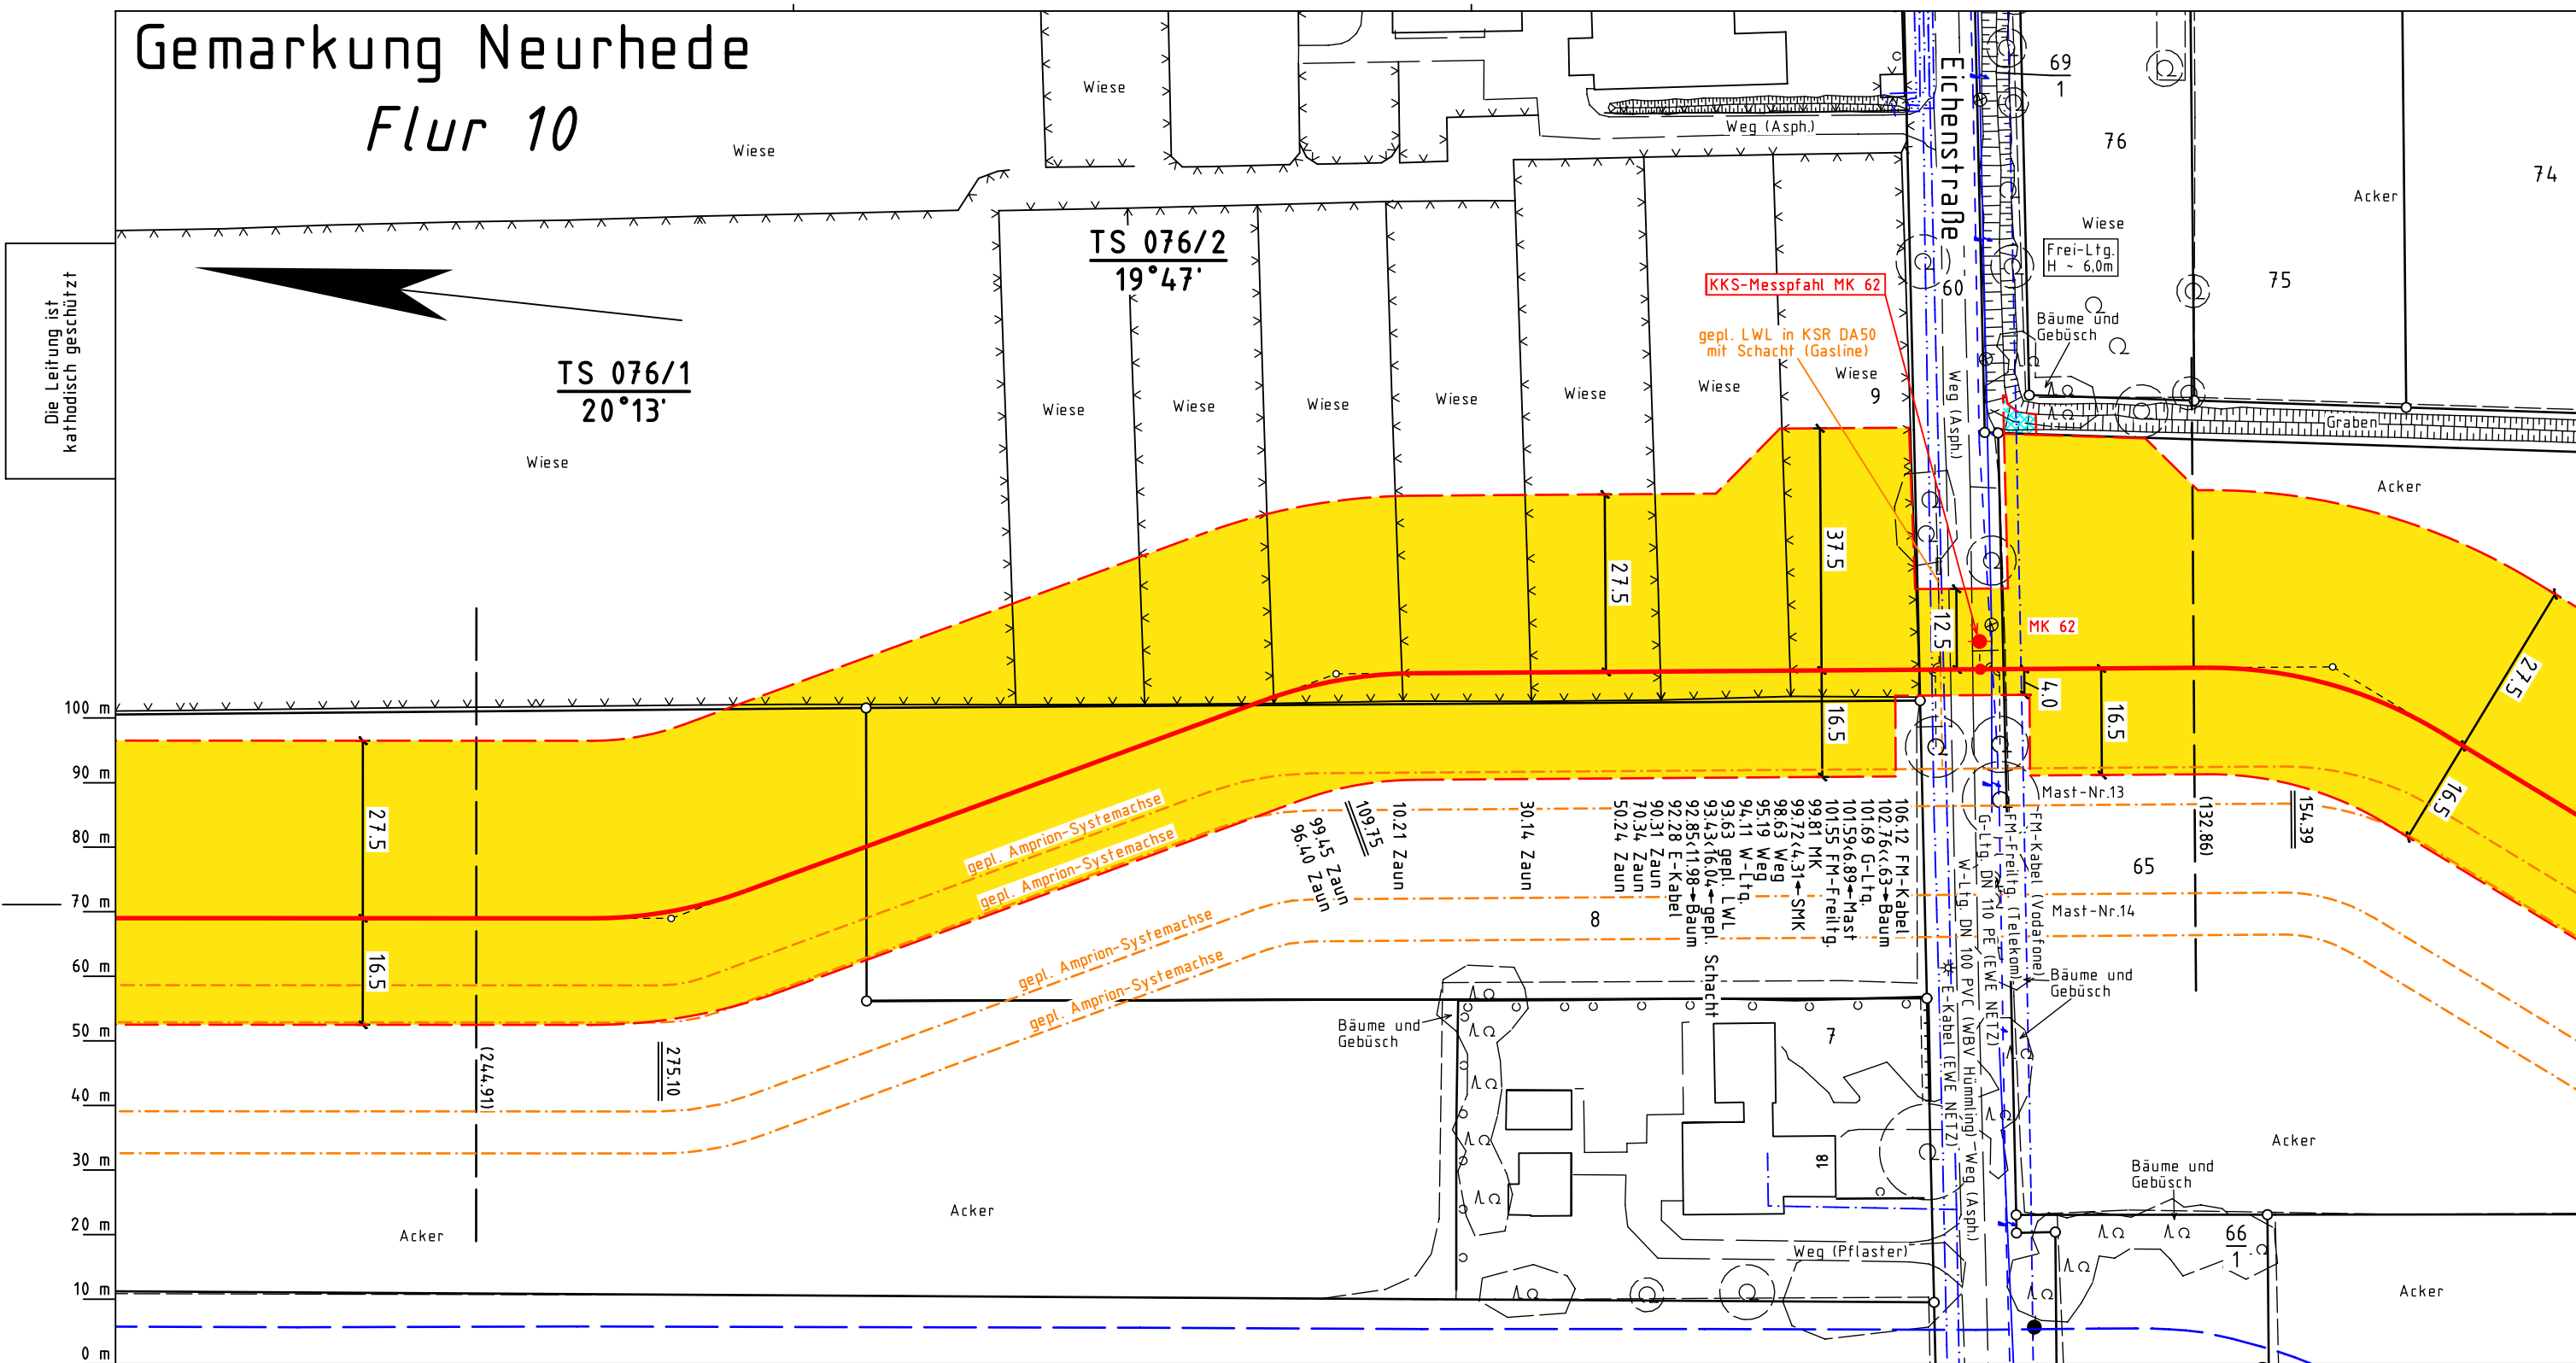 Gemarkung Neurhede
Flur 10
Die Leitung ist
kathodisch geschützt
TS 076/1
20°13'
TS 076/2
19°47'
Wiese
Wiese
Wiese
Wiese
Wiese
Wiese
Wiese
Wiese
Wiese
Wiese
9
Weg (Asph.)
Eichenstraße
60
Weg (Asph.)
69
1
76
74
75
Acker
Wiese
Frei-Ltg.
H ~ 6,0m
Bäume und
Gebüsch
Graben
Acker
KKS-Messpfahl MK 62
gepl. LWL in KSR DA50
mit Schacht (Gasline)
MK 62
27.5
37.5
12.5
4.0
16.5
16.5
27.5
16.5
27.5
16.5
100 m
90 m
80 m
70 m
60 m
50 m
40 m
30 m
20 m
10 m
0 m
gepl. Amprion-Systemachse
gepl. Amprion-Systemachse
gepl. Amprion-Systemachse
gepl. Amprion-Systemachse
(244.91)
275.10
96.40 Zaun
99.45 Zaun
109.75
10.21 Zaun
30.14 Zaun
50.24 Zaun
70.34 Zaun
90.31 Zaun
92.28 E-Kabel
92.85<11.98→Baum
93.43<16.04→gepl. Schacht
93.63 gepl. LWL
94.11 W-Ltg.
95.19 Weg
98.63 Weg
99.72<4.31→SMK
99.81 MK
101.55 FM-Freiltg.
101.59<6.89→Mast
101.69 G-Ltg.
102.76<.63→Baum
106.12 FM-Kabel
(132.86)
154.39
Mast-Nr.13
Mast-Nr.14
65
8
7
18
FM-Kabel (Vodafone)
FM-Freiltg. (Telekom)
G-Ltg. DN 110 PE (EWE NETZ)
W-Ltg. DN 100 PVC (WBV Hümmling)
Weg (Asph.)
E-Kabel (EWE NETZ)
Bäume und
Gebüsch
Bäume und
Gebüsch
Bäume und
Gebüsch
Weg (Pflaster)
66
1
Acker
Acker
Acker
Acker